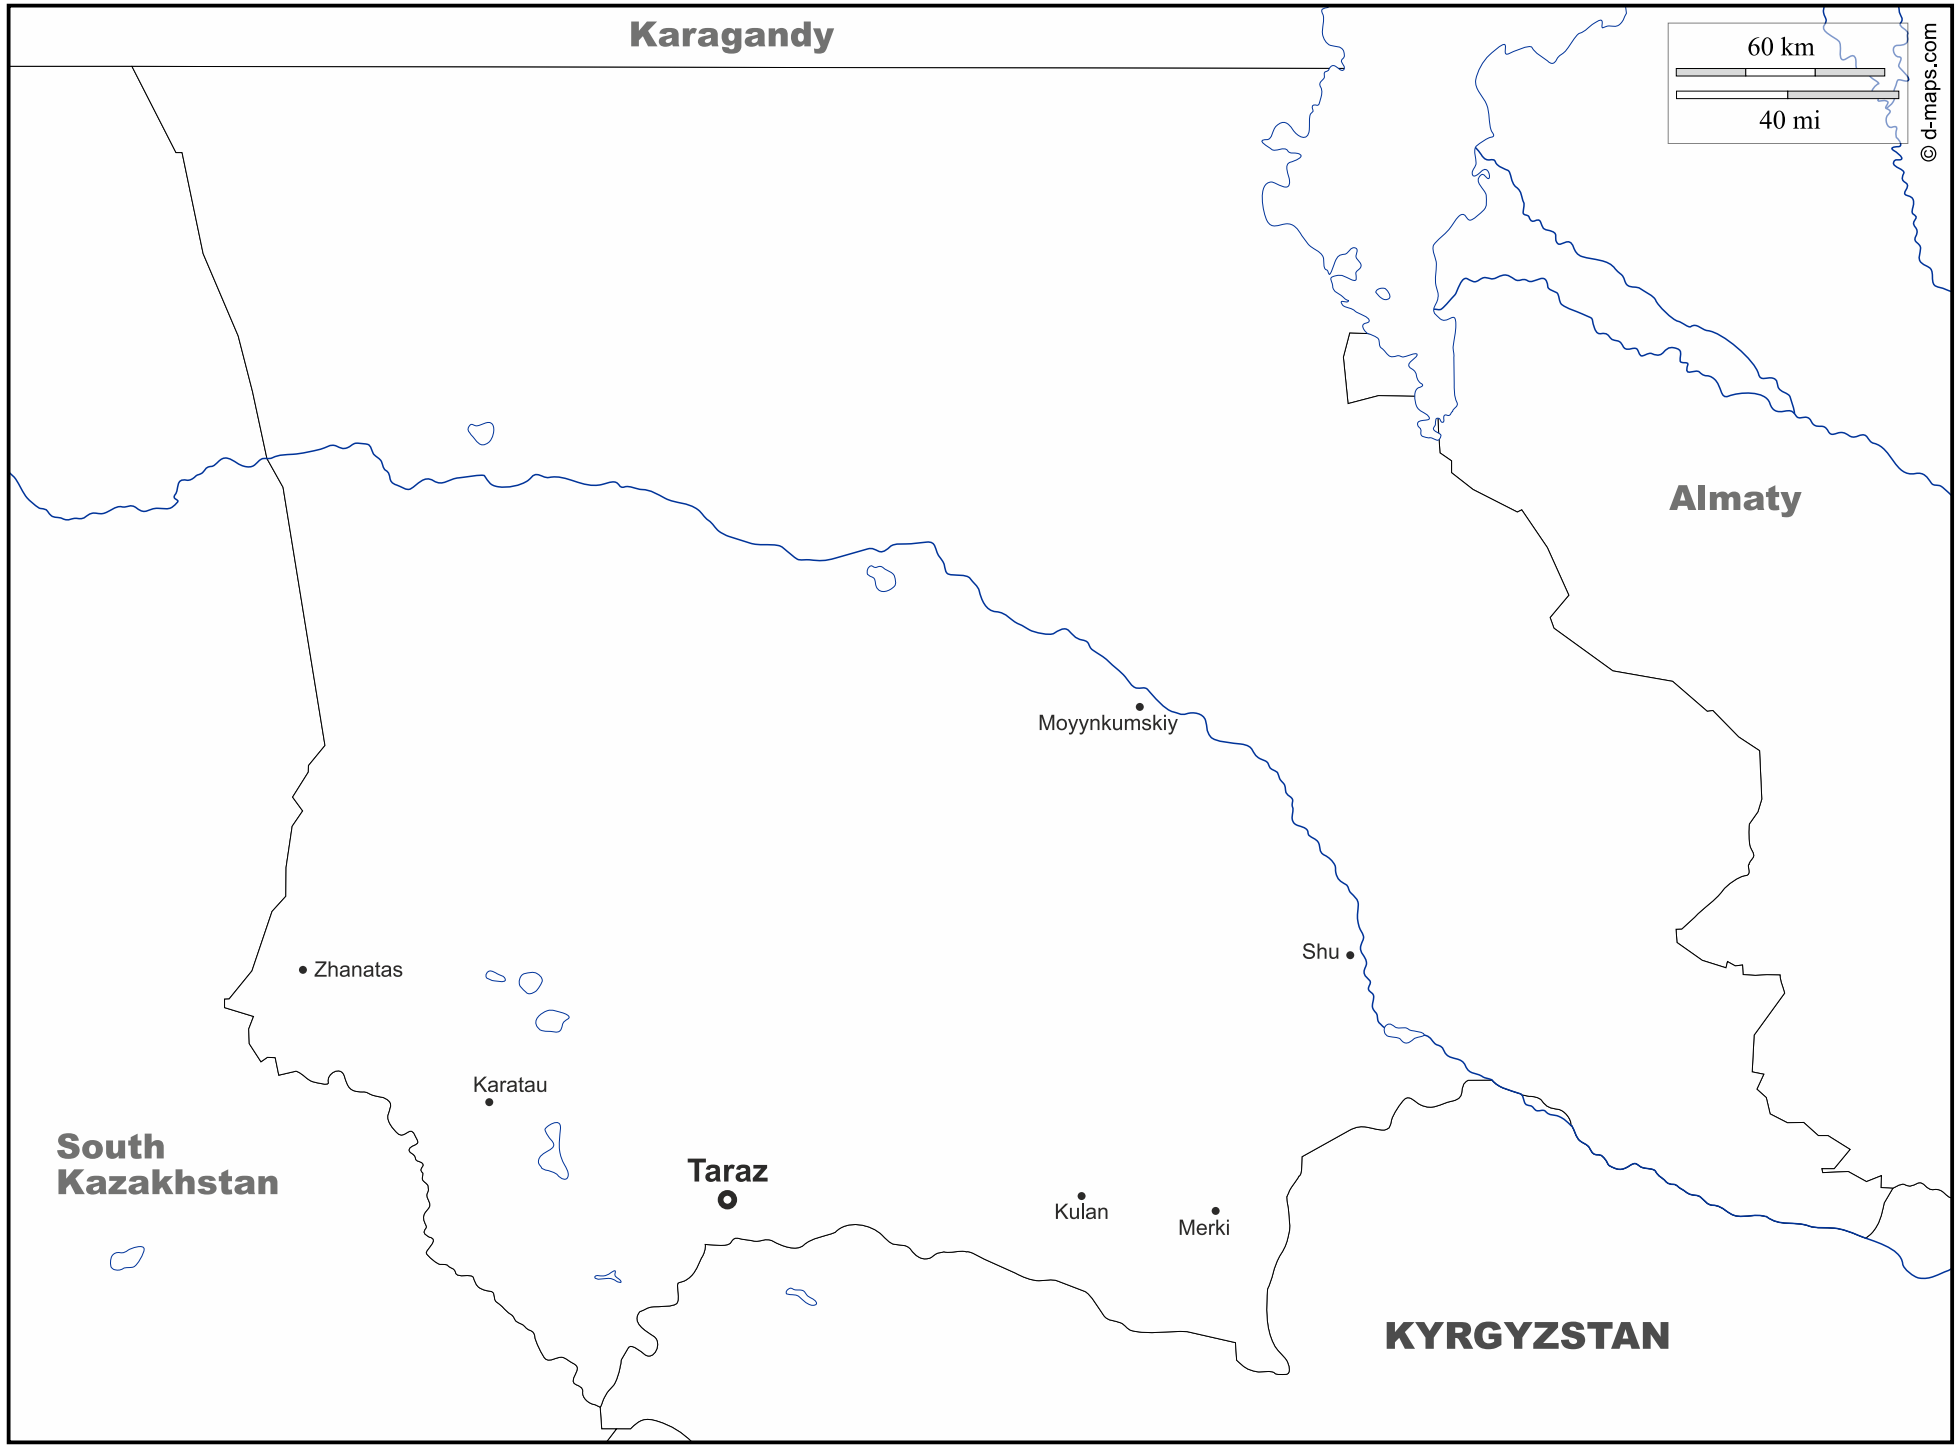 Karagandy
60 km
40 mi
© d-maps.com
Almaty
Moyynkumskiy
Shu
Zhanatas
Karatau
South
Kazakhstan
Taraz
Kulan
Merki
KYRGYZSTAN